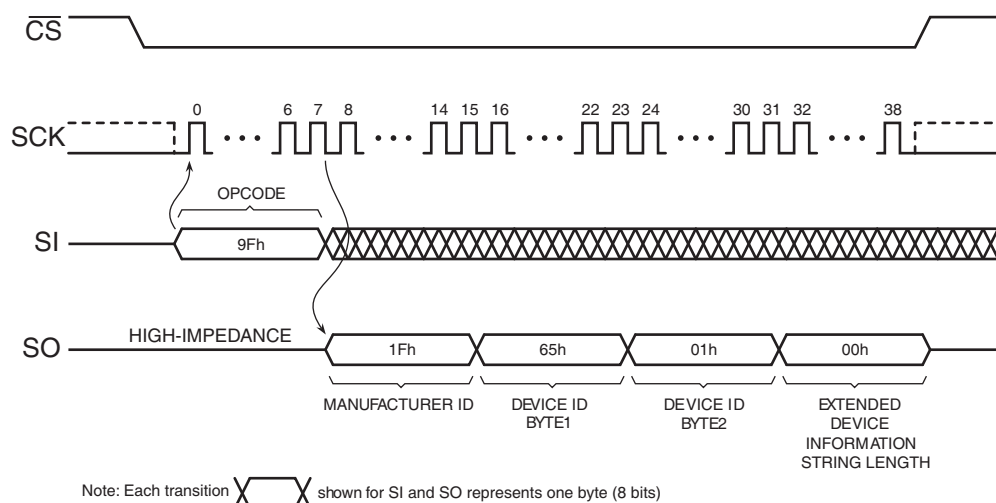 CS
0 6 7 8 14 15 16 22 23 24 30 31 32 38
SCK
OPCODE
SI
9Fh
HIGH-IMPEDANCE
SO
1Fh 65h 01h 00h
MANUFACTURER ID
DEVICE ID
BYTE1
DEVICE ID
BYTE2
EXTENDED
DEVICE
INFORMATION
STRING LENGTH
Note: Each transition shown for SI and SO represents one byte (8 bits)